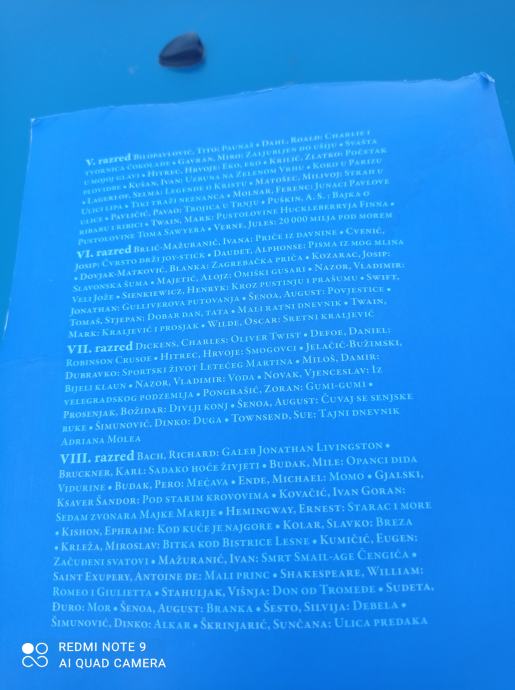 V. razred Bilopavlović, Tito: Paunaš • Dahl, Roald: Charlie i
tvornica čokolade • Gavran, Miro: Zaljubljen do ušiju • Svašta
u mojoj glavi • Hitrec, Hrvoje: Eko, eko • Krilić, Zlatko: Početak
plovidbe • Kušan, Ivan: Uzbuna na Zelenom Vrhu • Koko u Parizu
• Lagerlöf, Selma: Legende o Kristu • Matošec, Milivoj: Strah u
Ulici lipa • Tiki traži neznanca • Molnar, Ferenc: Junaci Pavlove
ulice • Pavličić, Pavao: Trojica u Trnju • Puškin, A. S.: Bajka o
ribaru i ribici • Twain, Mark: Pustolovine Huckleberryja Finna •
Pustolovine Toma Sawyera • Verne, Jules: 20 000 milja pod morem
VI. razred Brlić-Mažuranić, Ivana: Priče iz davnine • Cvenić,
Josip: Čvrsto drži joy-stick • Daudet, Alphonse: Pisma iz mog mlina
• Dovjak-Matković, Blanka: Zagrebačka priča • Kozarac, Josip:
Slavonska šuma • Majetić, Alojz: Omiški gusari • Nazor, Vladimir:
Veli Jože • Sienkiewicz, Henryk: Kroz pustinju i prašumu • Swift,
Jonathan: Gulliverova putovanja • Šenoa, August: Povjestice •
Tomaš, Stjepan: Dobar dan, tata • Mali ratni dnevnik • Twain,
Mark: Kraljević i prosjak • Wilde, Oscar: Sretni kraljević
VII. razred Dickens, Charles: Oliver Twist • Defoe, Daniel:
Robinson Crusoe • Hitrec, Hrvoje: Smogovci • Jelačić-Bužimski,
Dubravko: Sportski život Letećeg Martina • Miloš, Damir:
Bijeli klaun • Nazor, Vladimir: Voda • Novak, Vjenceslav: Iz
velegradskog podzemlja • Pongrašić, Zoran: Gumi-gumi •
Prosenjak, Božidar: Divlji konj • Šenoa, August: Čuvaj se senjske
ruke • Šimunović, Dinko: Duga • Townsend, Sue: Tajni dnevnik
Adriana Molea
VIII. razred Bach, Richard: Galeb Jonathan Livingston •
Bruckner, Karl: Sadako hoće živjeti • Budak, Mile: Opanci dida
Vidurine • Budak, Pero: Mećava • Ende, Michael: Momo • Gjalski,
Ksaver Šandor: Pod starim krovovima • Kovačić, Ivan Goran:
Sedam zvonara Majke Marije • Hemingway, Ernest: Starac i more
• Kishon, Ephraim: Kod kuće je najgore • Kolar, Slavko: Breza
• Krleža, Miroslav: Bitka kod Bistrice Lesne • Kumičić, Eugen:
Začuđeni svatovi • Mažuranić, Ivan: Smrt Smail-age Čengića •
Saint Exupery, Antoine de: Mali princ • Shakespeare, William:
Romeo i Giulietta • Stahuljak, Višnja: Don od Tromeđe • Sudeta,
Đuro: Mor • Šenoa, August: Branka • Šesto, Silvija: Debela •
Šimunović, Dinko: Alkar • Škrinjarić, Sunčana: Ulica predaka
REDMI NOTE 9
AI QUAD CAMERA